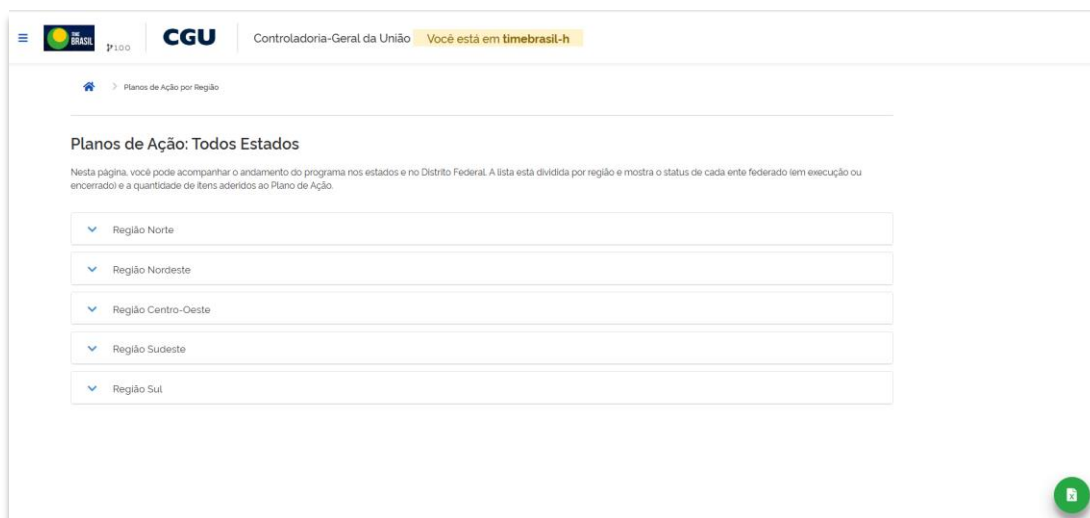 TIME
BRASIL
1.0.0
CGU
Controladoria-Geral da União
Você está em timebrasil-h
Planos de Ação por Região
Planos de Ação: Todos Estados
Nesta página, você pode acompanhar o andamento do programa nos estados e no Distrito Federal. A lista está dividida por região e mostra o status de cada ente federado (em execução ou
encerrado) e a quantidade de itens aderidos ao Plano de Ação.
Região Norte
Região Nordeste
Região Centro-Oeste
Região Sudeste
Região Sul